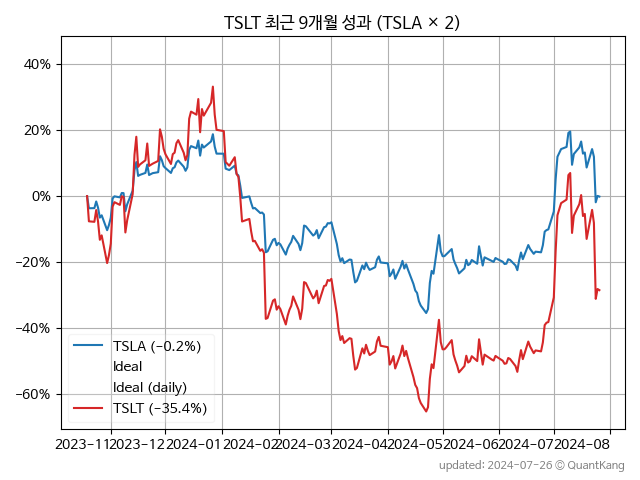 TSLT 최근 9개월 성과 (TSLA × 2)
40%
20%
0%
−20%
−40%
−60%
TSLA (−0.2%)
Ideal
Ideal (daily)
TSLT (−35.4%)
2023−11 2023−12 2024−01 2024−02 2024−03 2024−04 2024−05 2024−06 2024−07 2024−08
updated: 2024−07−26 © QuantKang